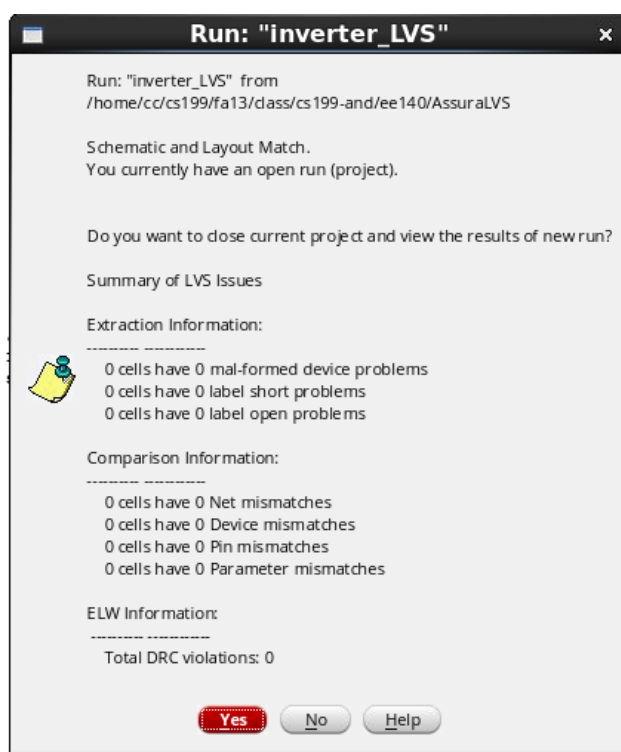 Run: "inverter_LVS"
Run: "inverter_LVS" from
/home/cc/cs199/fa13/class/cs199-and/ee140/AssuraLVS
Schematic and Layout Match.
You currently have an open run (project).
Do you want to close current project and view the results of new run?
Summary of LVS Issues
Extraction Information:
---------- ------------
0 cells have 0 mal-formed device problems
0 cells have 0 label short problems
0 cells have 0 label open problems
Comparison Information:
---------- ------------
0 cells have 0 Net mismatches
0 cells have 0 Device mismatches
0 cells have 0 Pin mismatches
0 cells have 0 Parameter mismatches
ELW Information:
---------- ------------
Total DRC violations: 0
Yes No Help